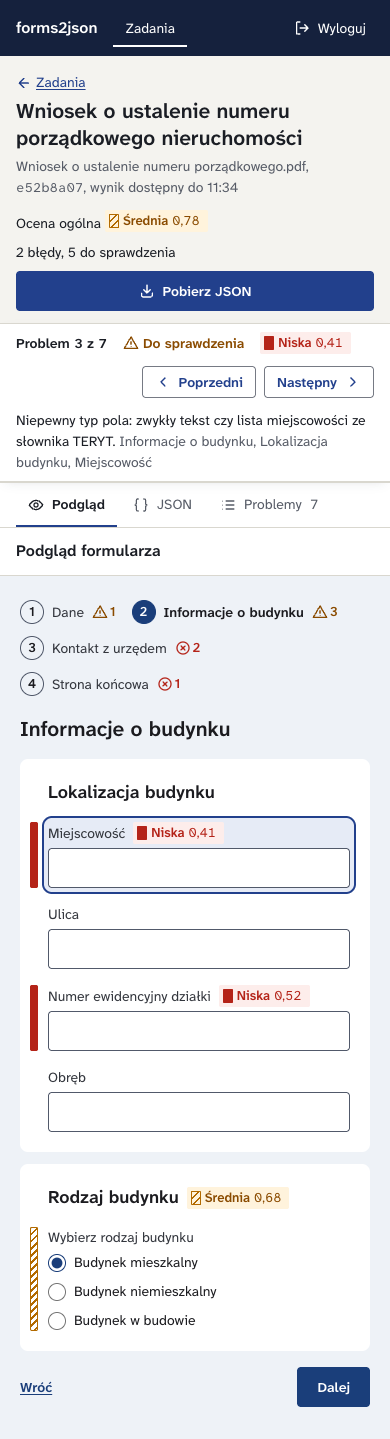 forms2json Zadania Wyloguj
Zadania
Wniosek o ustalenie numeru
porządkowego nieruchomości
Wniosek o ustalenie numeru porządkowego.pdf,
e52b8a07, wynik dostępny do 11:34
Ocena ogólna Średnia 0,78
2 błędy, 5 do sprawdzenia
Pobierz JSON
Problem 3 z 7 Do sprawdzenia Niska 0,41
Poprzedni Następny
Niepewny typ pola: zwykły tekst czy lista miejscowości ze
słownika TERYT. Informacje o budynku, Lokalizacja
budynku, Miejscowość
Podgląd {} JSON Problemy 7
Podgląd formularza
1 Dane 1 2 Informacje o budynku 3
3 Kontakt z urzędem 2
4 Strona końcowa 1
Informacje o budynku
Lokalizacja budynku
Miejscowość Niska 0,41
Ulica
Numer ewidencyjny działki Niska 0,52
Obręb
Rodzaj budynku Średnia 0,68
Wybierz rodzaj budynku
Budynek mieszkalny
Budynek niemieszkalny
Budynek w budowie
Wróć Dalej